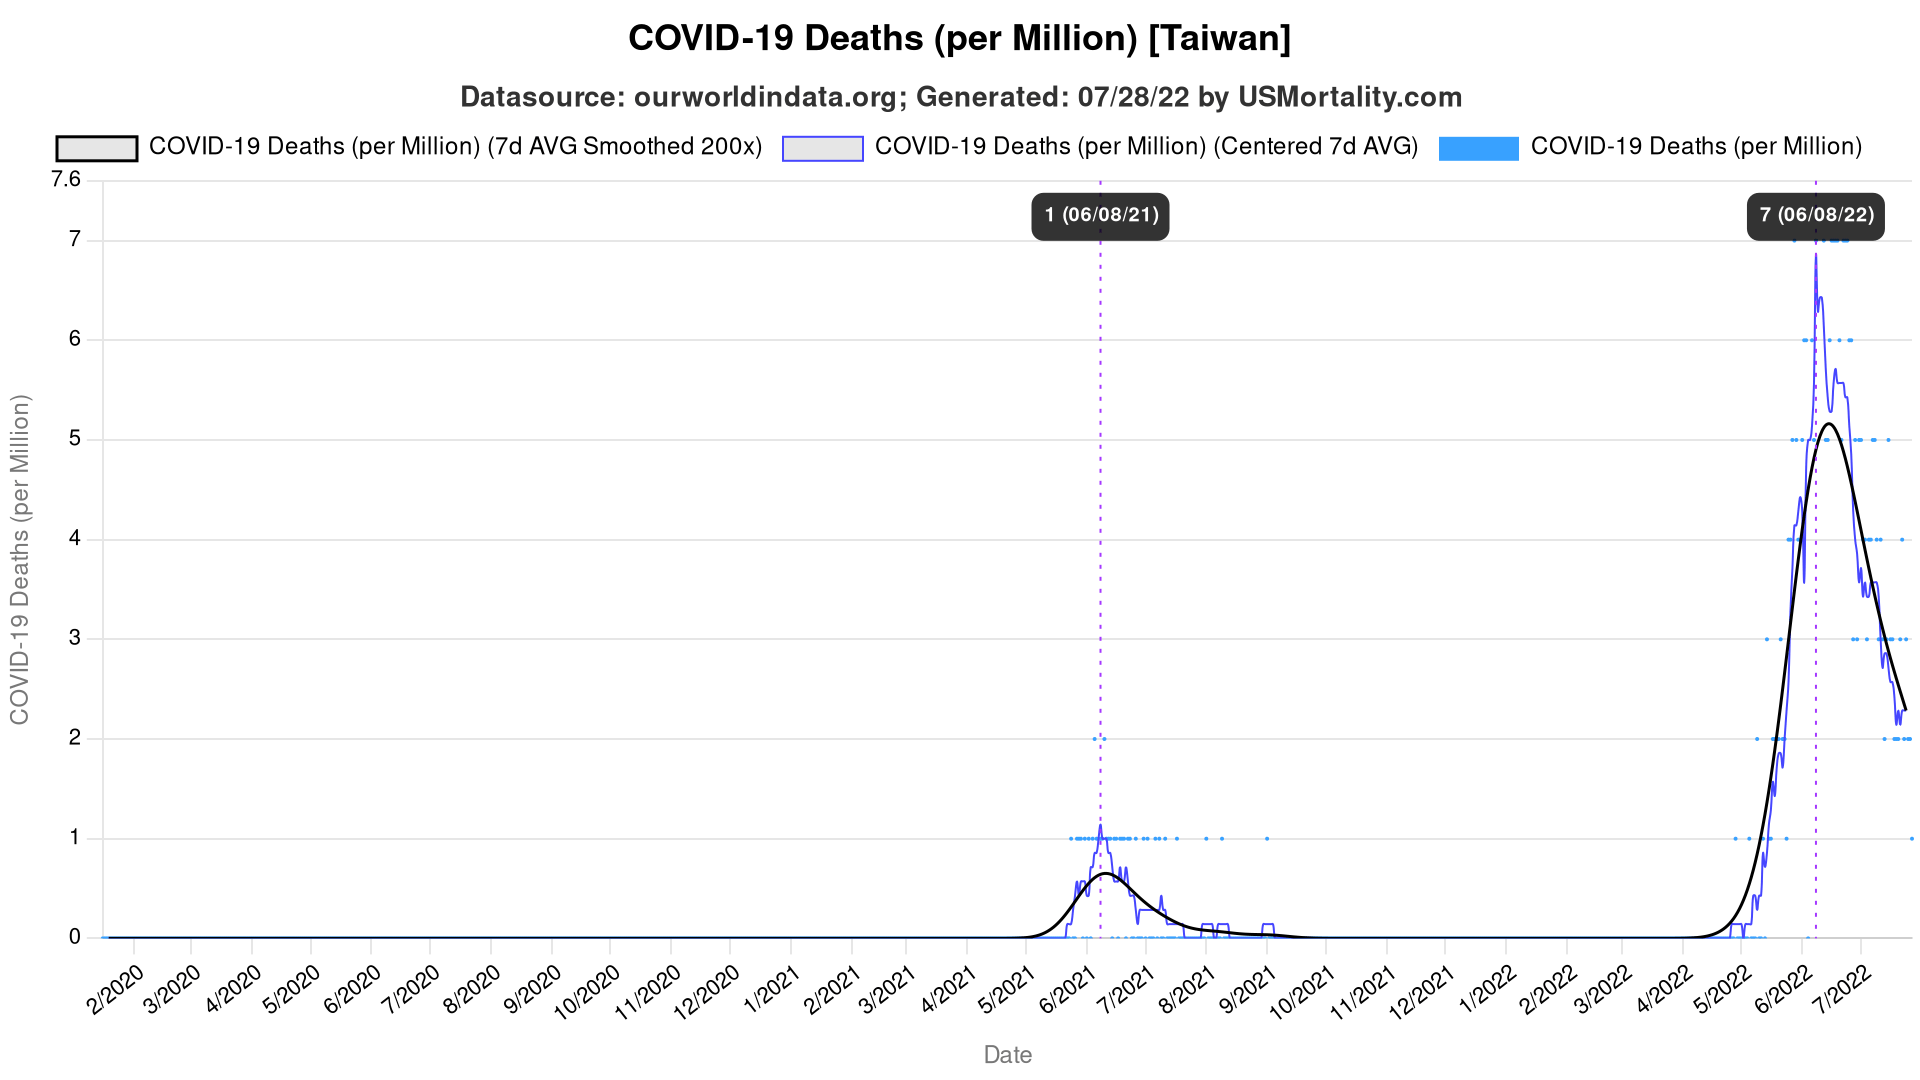 COVID-19 Deaths (per Million) [Taiwan]
Datasource: ourworldindata.org; Generated: 07/28/22 by USMortality.com
COVID-19 Deaths (per Million) (7d AVG Smoothed 200x) COVID-19 Deaths (per Million) (Centered 7d AVG) COVID-19 Deaths (per Million)
7.6
1 (06/08/21) 7 (06/08/22)
7
6
5
4
3
2
1
0
COVID-19 Deaths (per Million)
2/2020 3/2020 4/2020 5/2020 6/2020 7/2020 8/2020 9/2020 10/2020 11/2020 12/2020 1/2021 2/2021 3/2021 4/2021 5/2021 6/2021 7/2021 8/2021 9/2021 10/2021 11/2021 12/2021 1/2022 2/2022 3/2022 4/2022 5/2022 6/2022 7/2022
Date